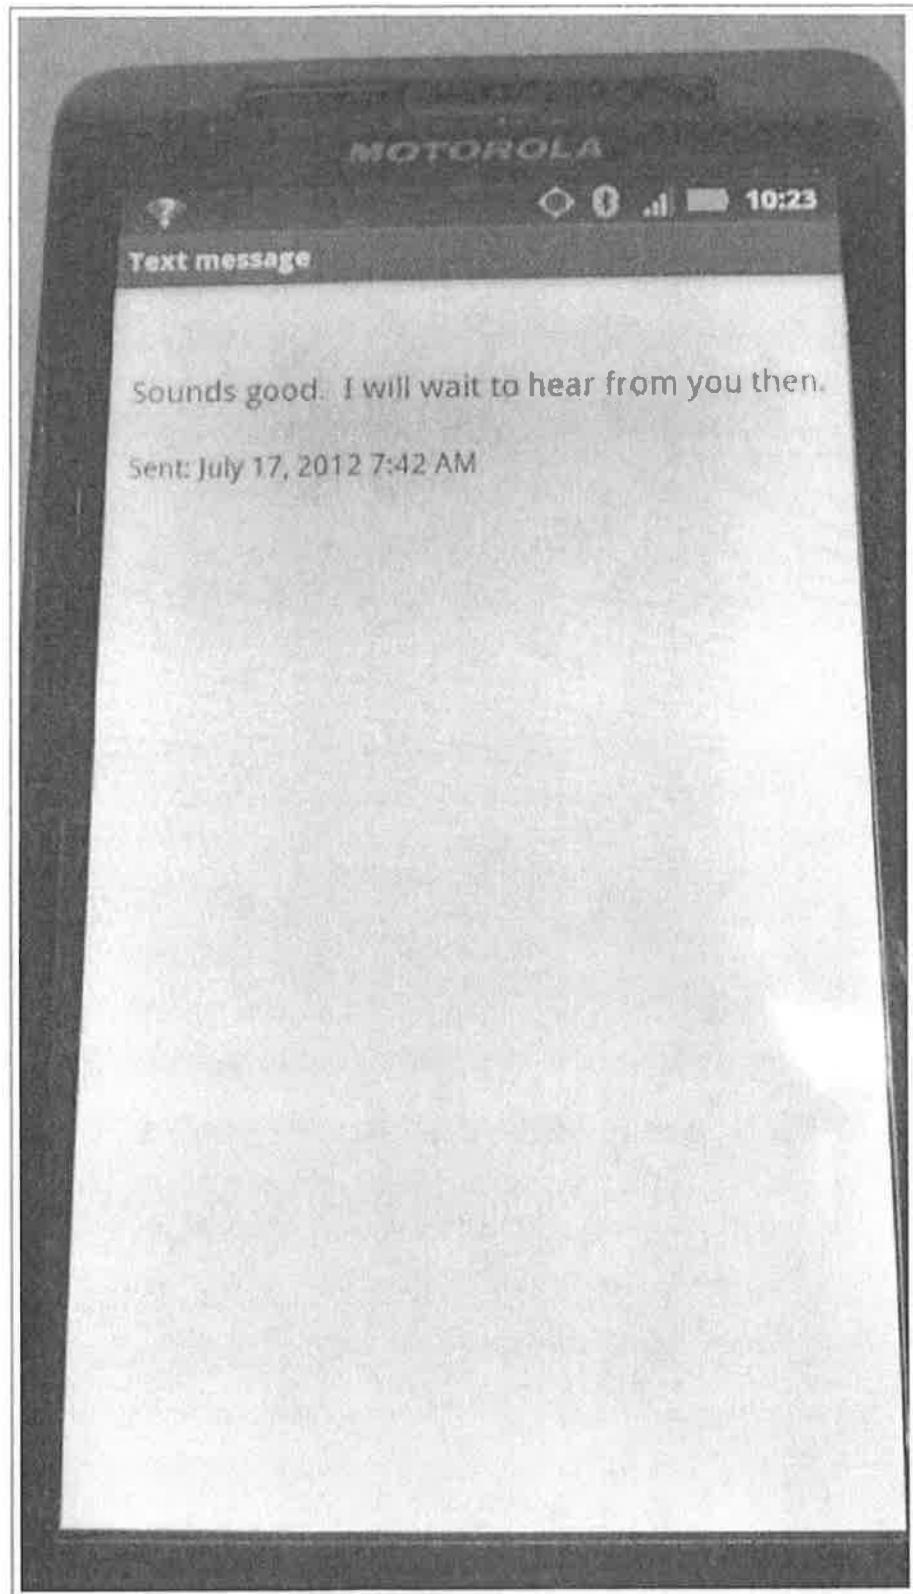 MOTOROLA
10:23
Text message
Sounds good.  I will wait to hear from you then.
Sent: July 17, 2012 7:42 AM